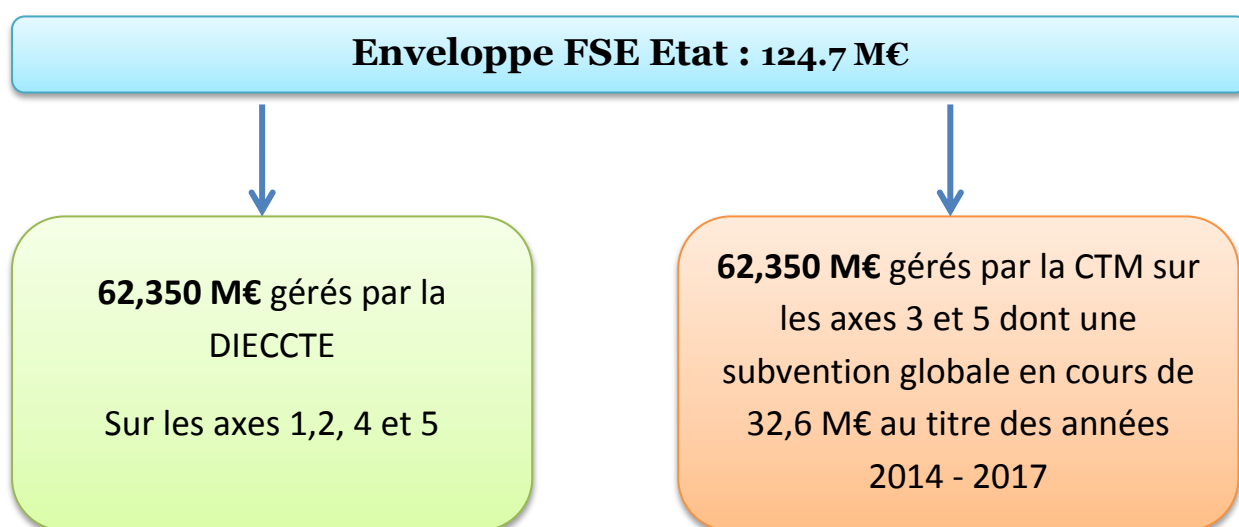 Enveloppe FSE Etat : 124.7 M€
62,350 M€ gérés par la
DIECCTE
Sur les axes 1,2, 4 et 5
62,350 M€ gérés par la CTM sur
les axes 3 et 5 dont une
subvention globale en cours de
32,6 M€ au titre des années
2014 - 2017